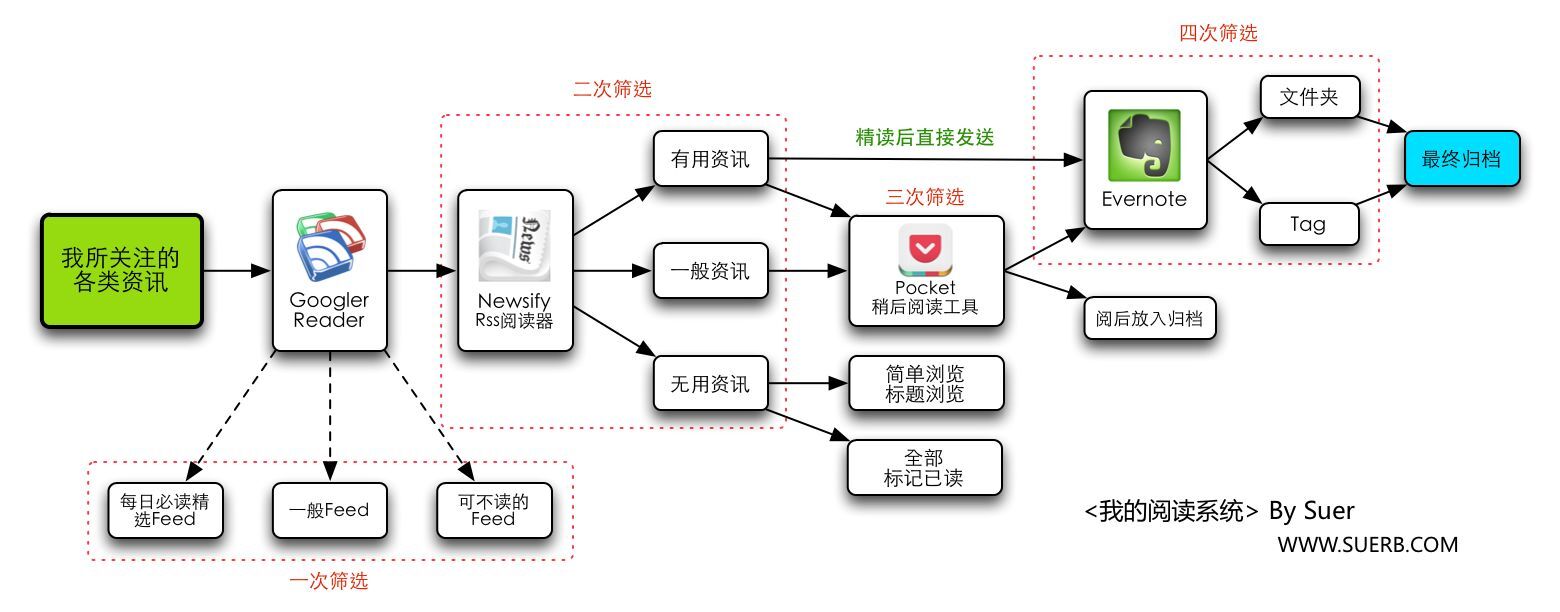 四次筛选
二次筛选
文件夹
精读后直接发送
有用资讯
最终归档
Evernote
三次筛选
News
Tag
我所关注的
各类资讯
Googler
Reader
Newsify
Rss阅读器
一般资讯
Pocket
稍后阅读工具
阅后放入归档
无用资讯
简单浏览
标题浏览
全部
标记已读
每日必读精
选Feed
一般Feed
可不读的
Feed
一次筛选
<我的阅读系统> By Suer
WWW.SUERB.COM